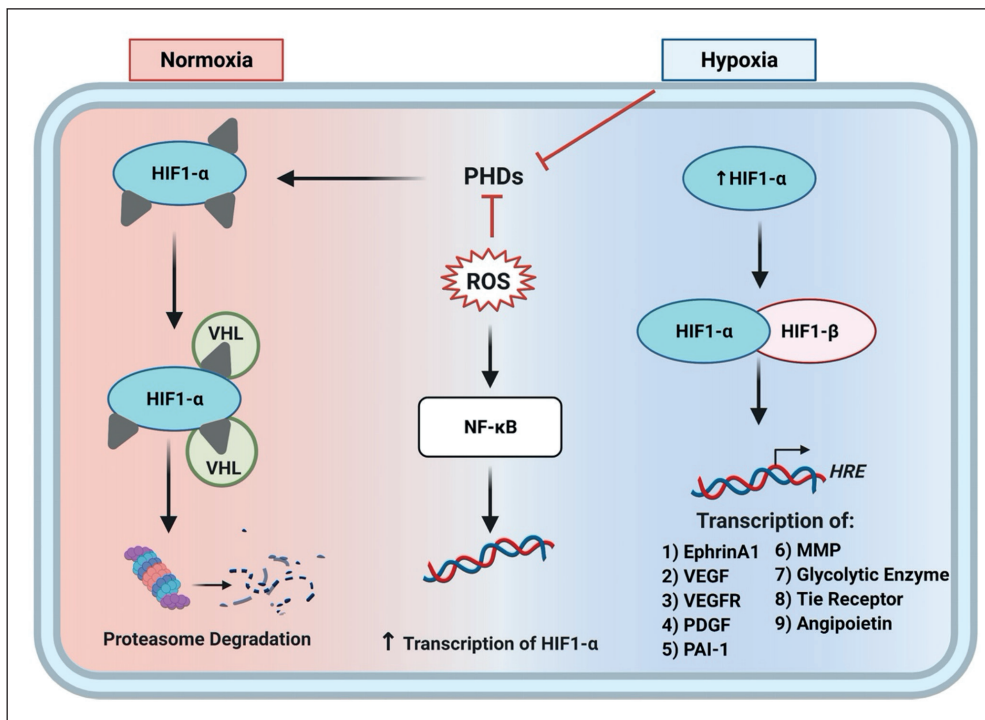 Normoxia
Hypoxia
HIF1-α
PHDs
↑HIF1-α
ROS
VHL
HIF1-α
VHL
HIF1-α
HIF1-β
NF-κB
HRE
Transcription of:
1) EphrinA1
2) VEGF
3) VEGFR
4) PDGF
5) PAI-1
6) MMP
7) Glycolytic Enzyme
8) Tie Receptor
9) Angipoietin
Proteasome Degradation
↑ Transcription of HIF1-α